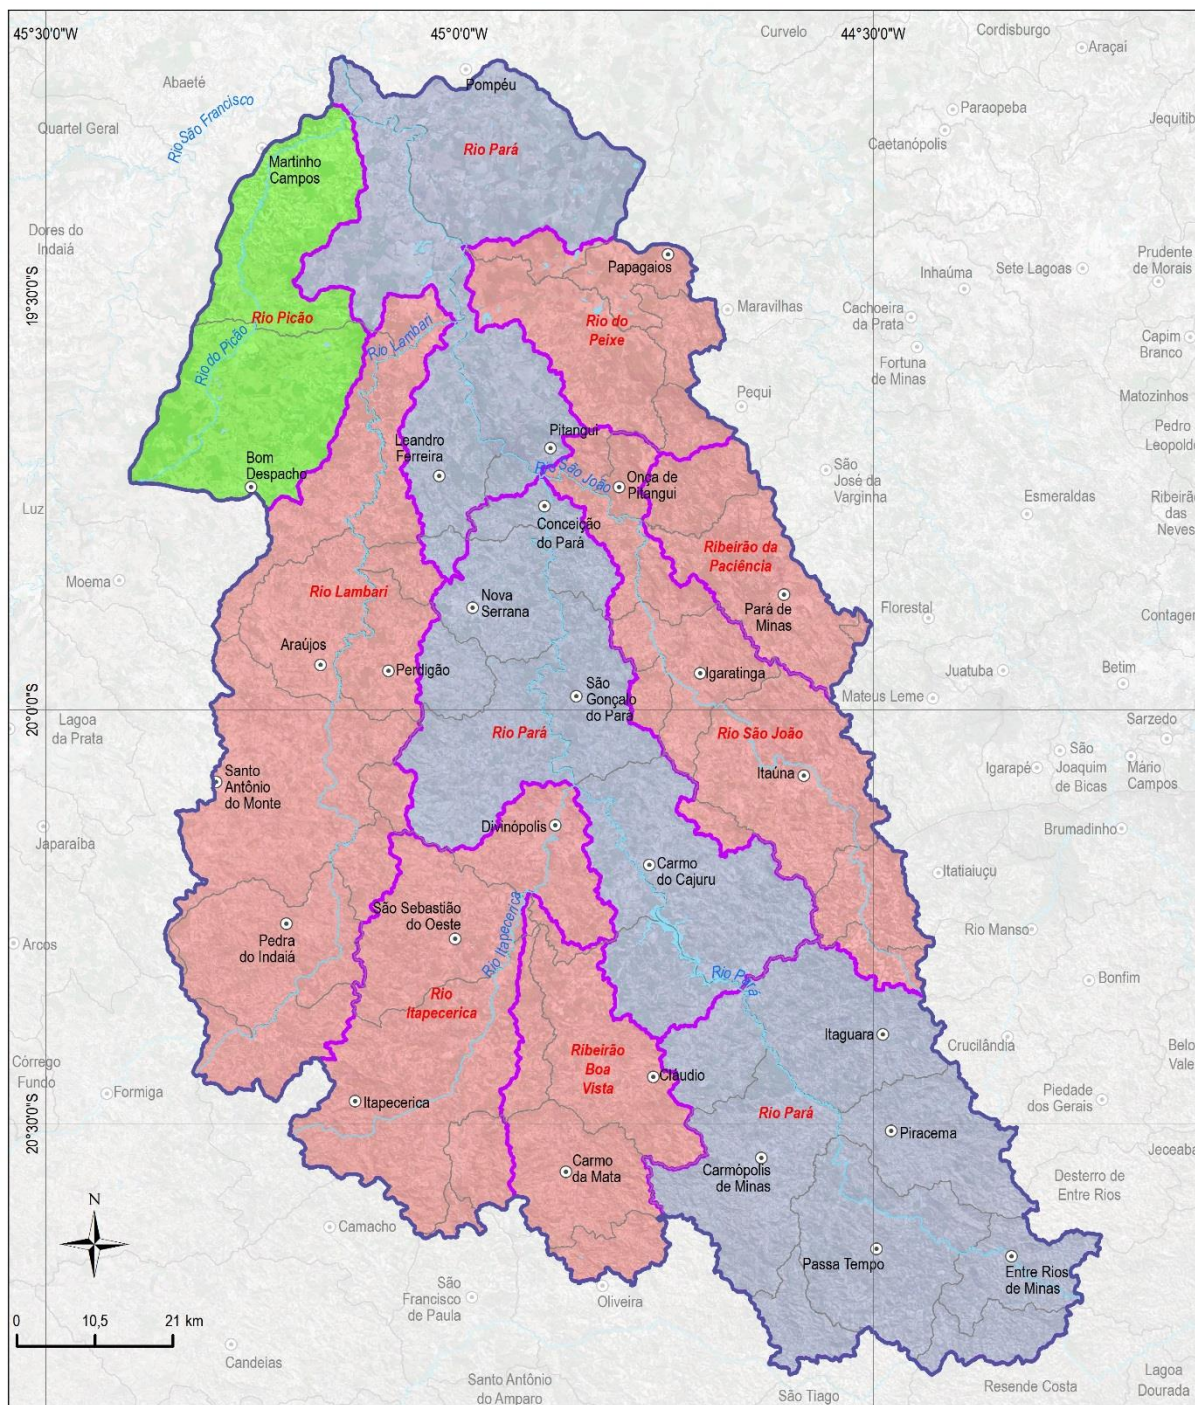 45°30'0"W
45°0'0"W
44°30'0"W
Curvelo
Cordisburgo
Araçaí
Abaeté
Pompéu
Paraopeba
Rio São Francisco
Quartel Geral
Jequitib
Caetanópolis
Rio Pará
Martinho
Campos
Dores do
Indaiá
Papagaios
Inhaúma
Sete Lagoas
Prudente
de Morais
19°30'0"S
Maravilhas
Cachoeira
da Prata
Rio Picão
Rio do
Peixe
Rio do Picão
Rio Lambari
Fortuna
de Minas
Capim
Branco
Pequi
Matozinhos
Pedro
Leopoldo
Leandro
Ferreira
Pitangui
Bom
Despacho
Rio São João
Onça de
Pitangui
São
José da
Varginha
Esmeraldas
Ribeirão
das
Neves
Luz
Conceição
do Pará
Ribeirão da
Paciência
Moema
Rio Lambari
Nova
Serrana
Pará de
Minas
Florestal
Contagem
Araújos
Perdigão
São
Gonçalo
do Pará
Igaratinga
Juatuba
Betim
Mateus Leme
20°0'0"S
Lagoa
da Prata
Rio Pará
Rio São João
Sarzedo
Santo
Antônio
do Monte
Itaúna
Igarapé
São
Joaquim
de Bicas
Mário
Campos
Japaraíba
Divinópolis
Brumadinho
Carmo
do Cajuru
Itatiaiuçu
São Sebastião
do Oeste
Arcos
Pedra
do Indaiá
Rio Itapecerica
Rio Manso
Rio Pará
Bonfim
Rio
Itapecerica
Itaguara
Crucilândia
Córrego
Fundo
Ribeirão
Boa
Vista
Belo
Vale
Formiga
Itapecerica
Cláudio
Piedade
dos Gerais
20°30'0"S
Rio Pará
Piracema
Jeceaba
Carmo
da Mata
Carmópolis
de Minas
Desterro de
Entre Rios
N
Camacho
Passa Tempo
Entre Rios
de Minas
São
Francisco
de Paula
Oliveira
0 10,5 21 km
Candeias
Santo Antônio
do Amparo
São Tiago
Resende Costa
Lagoa
Dourada